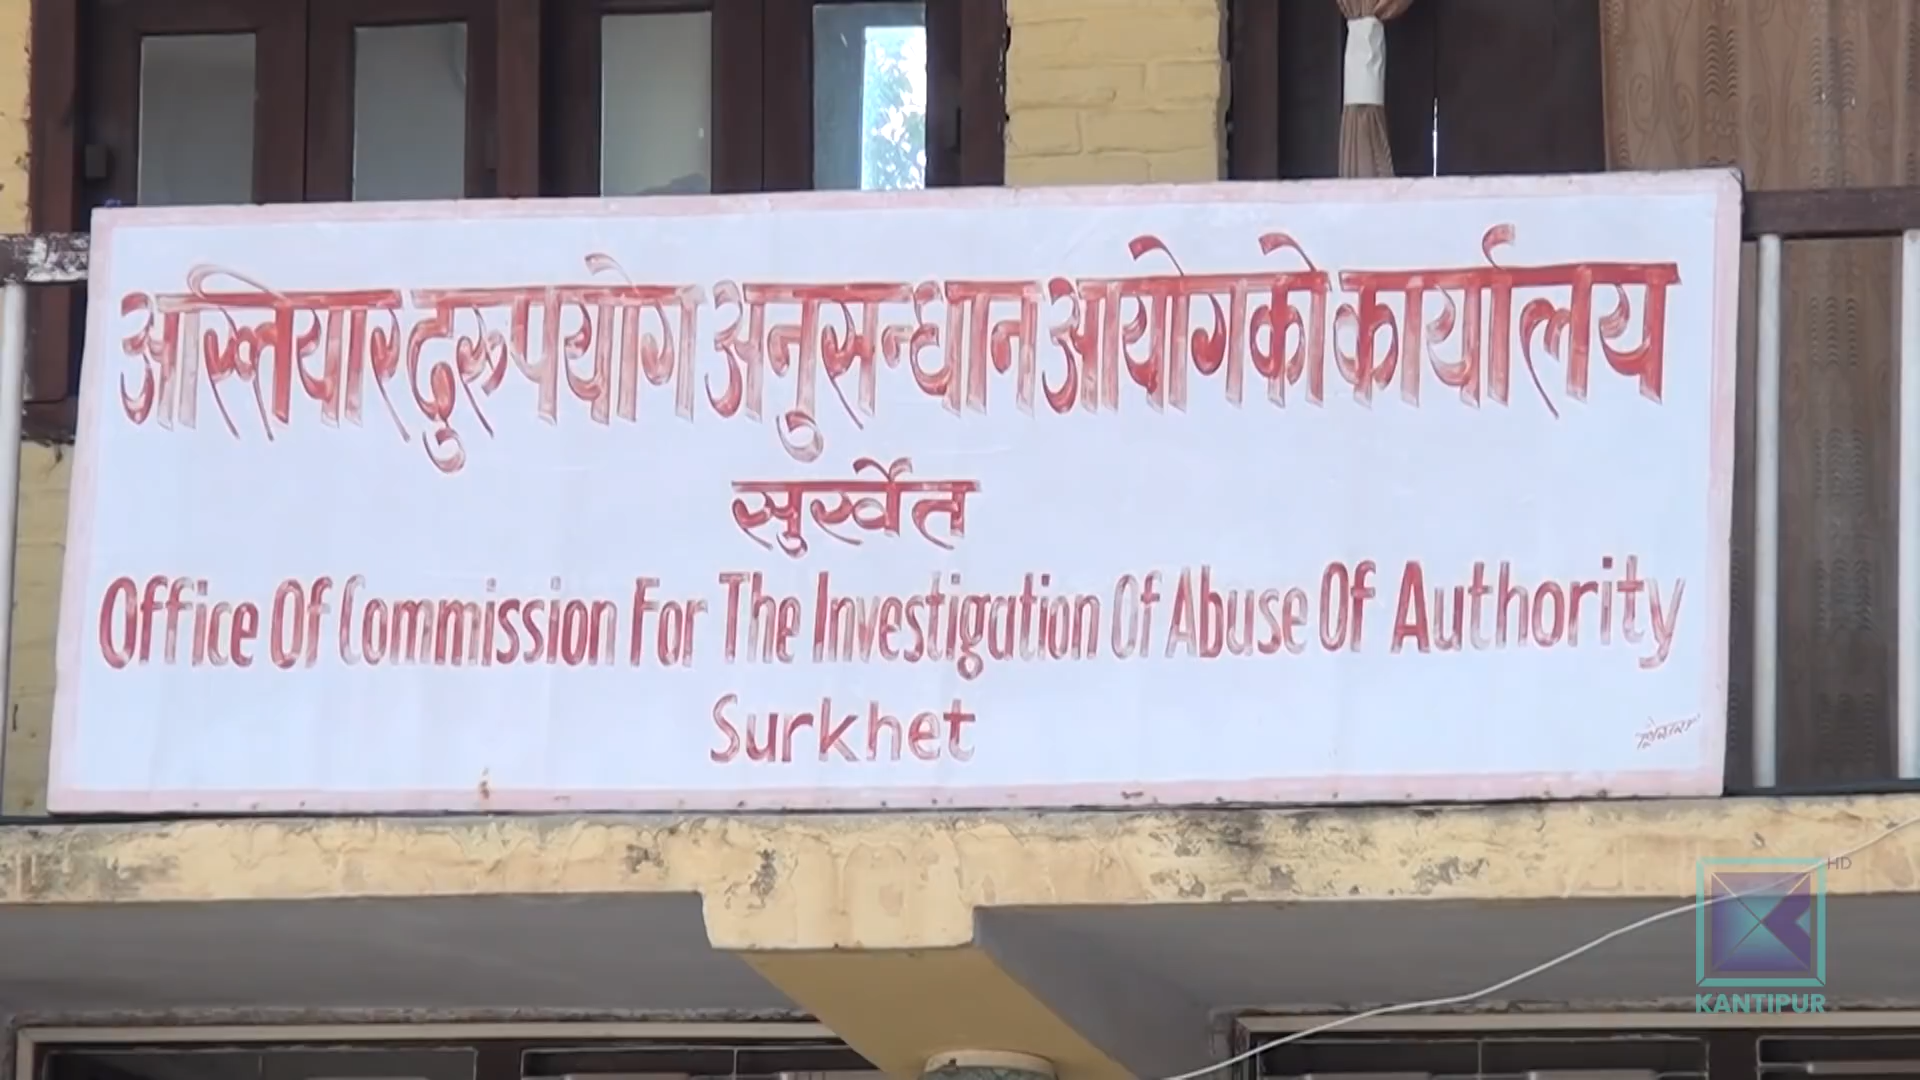 अख्तियार दुरुपयोग अनुसन्धान आयोगको कार्यालय
सुर्खेत
Office Of Commission For The Investigation Of Abuse Of Authority
Surkhet
HD
KANTIPUR